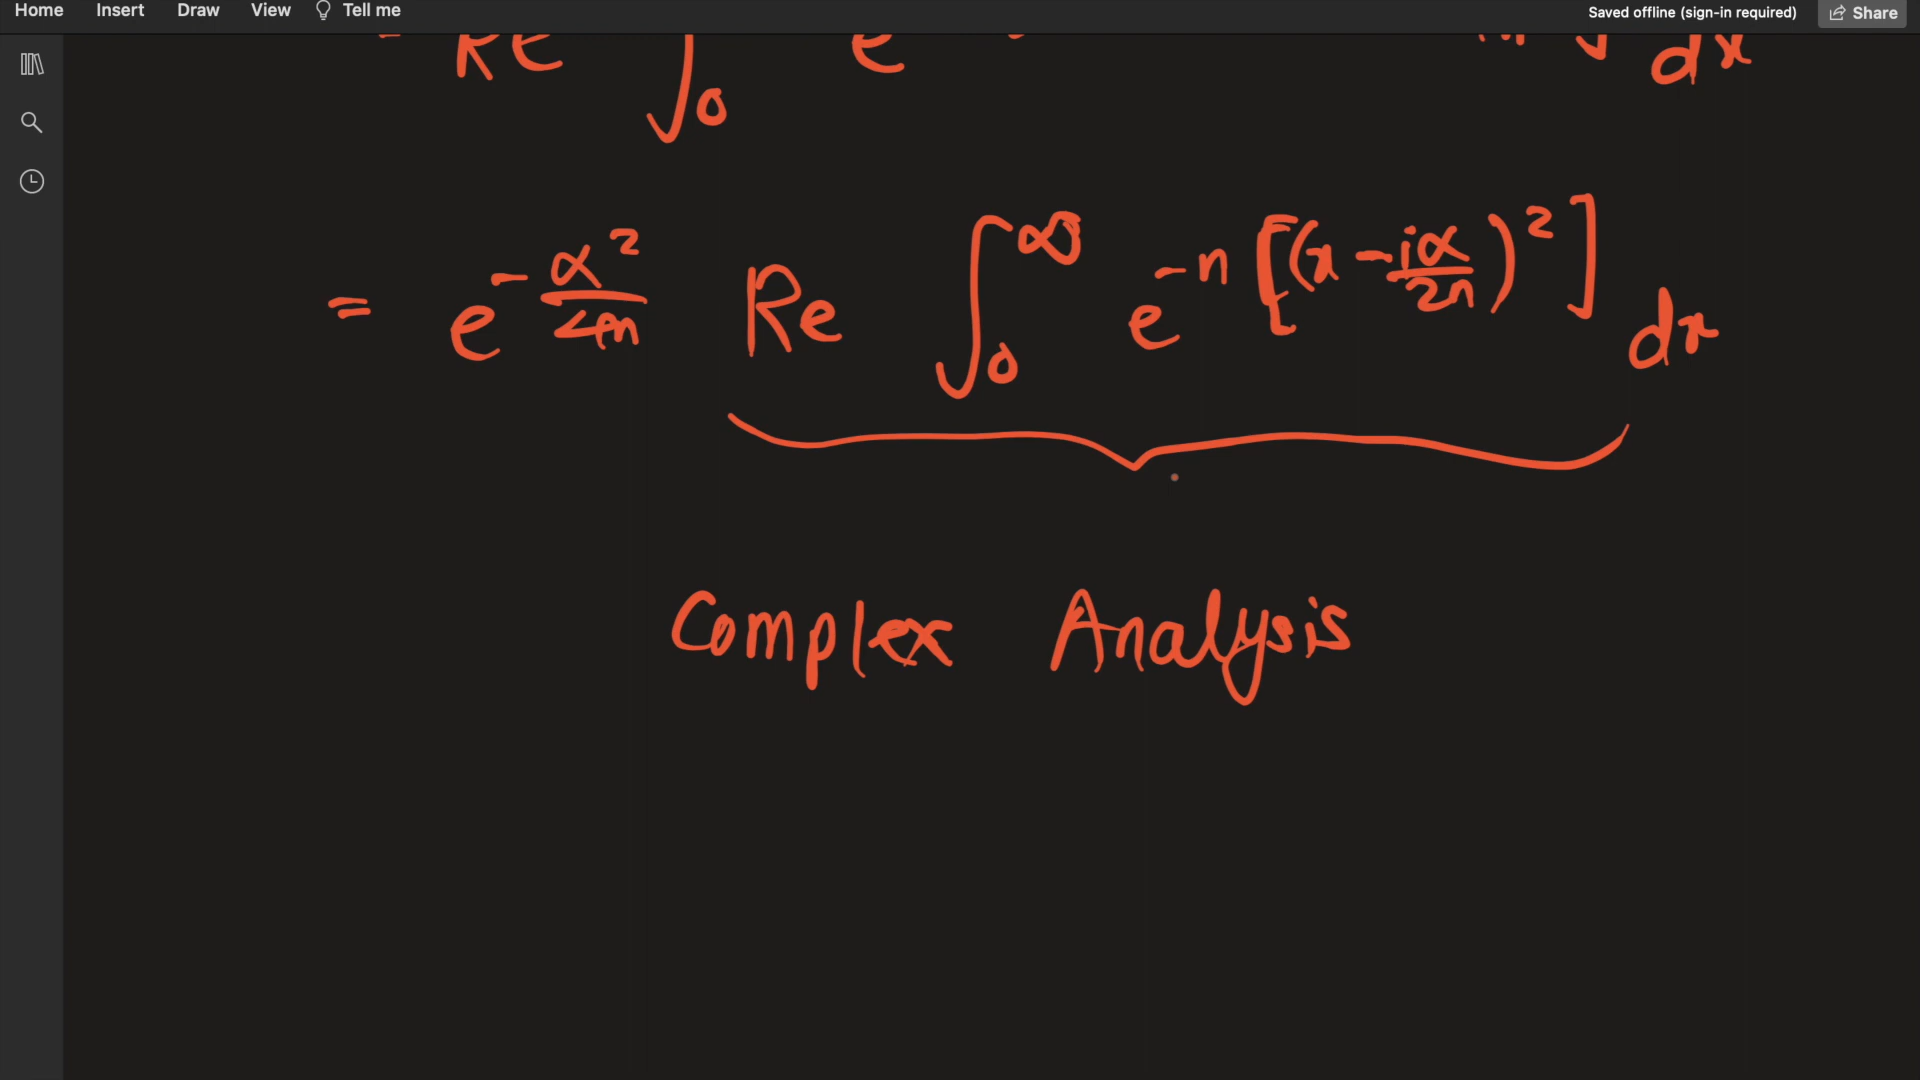 Home Insert Draw View Tell me Saved offline (sign-in required) Share
Re ∫0 e dx
= e^{-α²/4n} Re ∫₀^∞ e^{-n[(x - iα/2n)²]} dx
Complex Analysis